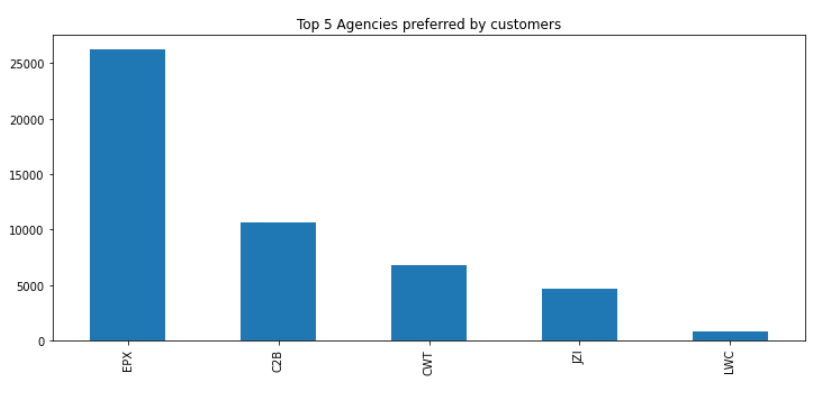 Top 5 Agencies preferred by customers
25000
20000
15000
10000
5000
0
EPX
C2B
CWT
JZI
LWC